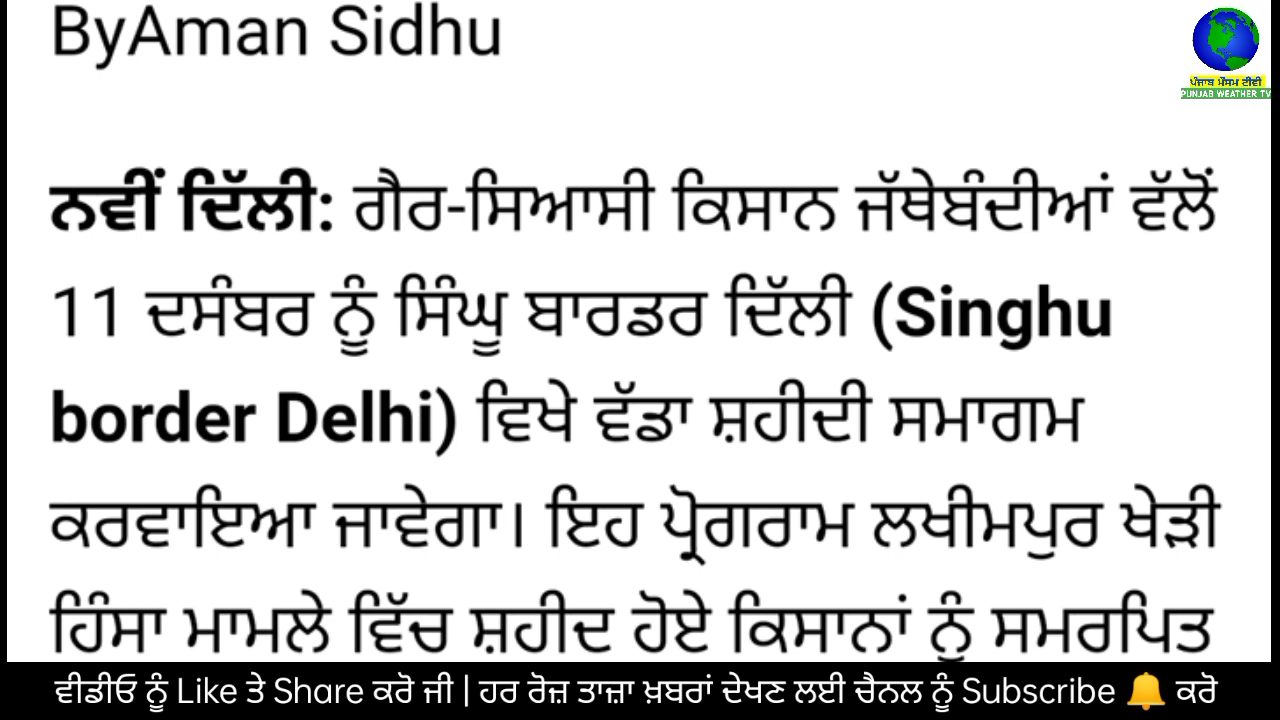 ByAman Sidhu
ਪੰਜਾਬ ਮੌਸਮ ਟੀਵੀ
PUNJAB WEATHER TV
ਨਵੀਂ ਦਿੱਲੀ: ਗੈਰ-ਸਿਆਸੀ ਕਿਸਾਨ ਜੱਥੇਬੰਦੀਆਂ ਵੱਲੋਂ
11 ਦਸੰਬਰ ਨੂੰ ਸਿੰਘੂ ਬਾਰਡਰ ਦਿੱਲੀ (Singhu
border Delhi) ਵਿਖੇ ਵੱਡਾ ਸ਼ਹੀਦੀ ਸਮਾਗਮ
ਕਰਵਾਇਆ ਜਾਵੇਗਾ। ਇਹ ਪ੍ਰੋਗਰਾਮ ਲਖੀਮਪੁਰ ਖੇੜੀ
ਹਿੰਸਾ ਮਾਮਲੇ ਵਿੱਚ ਸ਼ਹੀਦ ਹੋਏ ਕਿਸਾਨਾਂ ਨੂੰ ਸਮਰਪਿਤ
ਵੀਡੀਓ ਨੂੰ Like ਤੇ Share ਕਰੋ ਜੀ | ਹਰ ਰੋਜ਼ ਤਾਜ਼ਾ ਖ਼ਬਰਾਂ ਦੇਖਣ ਲਈ ਚੈਨਲ ਨੂੰ Subscribe 🔔 ਕਰੋ